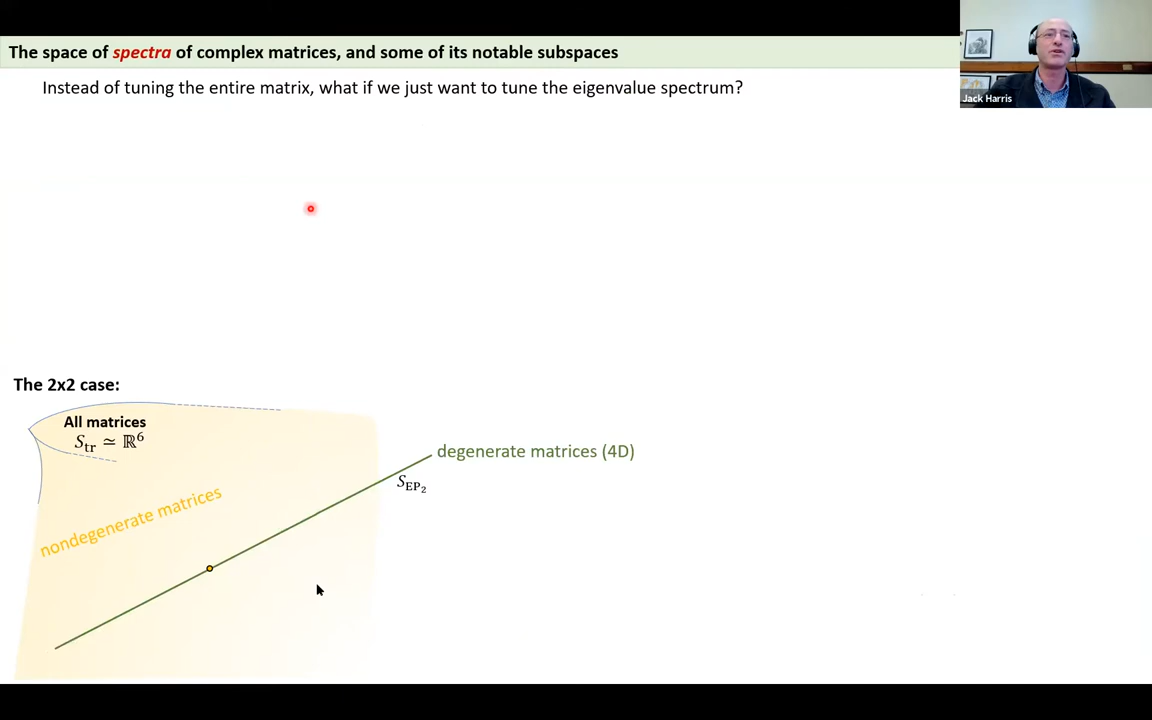 The space of spectra of complex matrices, and some of its notable subspaces
Instead of tuning the entire matrix, what if we just want to tune the eigenvalue spectrum?
Jack Harris
The 2x2 case:
All matrices
S_tr ≃ ℝ^6
degenerate matrices (4D)
S_EP_2
nondegenerate matrices